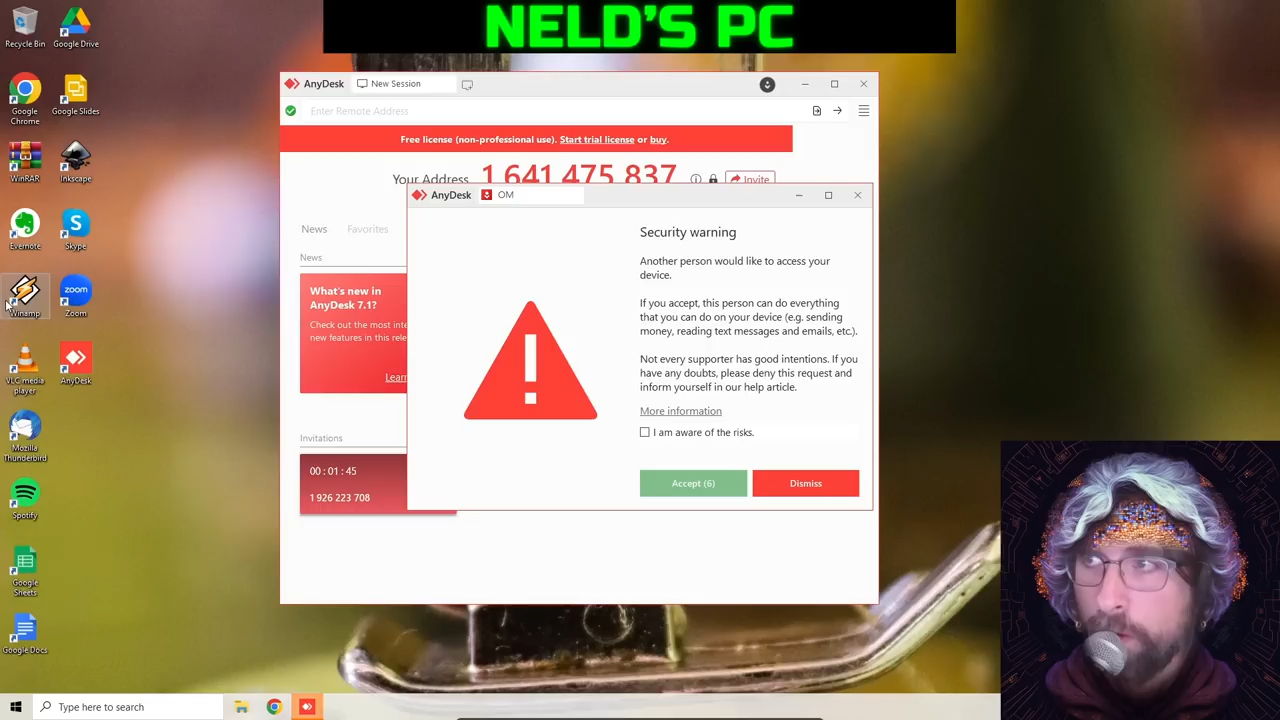 NELD'S PC
Recycle Bin
Google Drive
Google Chrome
Google Slides
WinRAR
Inkscape
Evernote
Skype
Winamp
zoom
Zoom
VLC media player
AnyDesk
Mozilla Thunderbird
Spotify
Google Sheets
Google Docs
AnyDesk
New Session
Enter Remote Address
Free license (non-professional use). Start trial license or buy.
Your Address
1 641 475 837
Invite
News
Favorites
News
What's new in
AnyDesk 7.1?
Check out the most inte
new features in this rele
Learn
Invitations
00 : 01 : 45
1 926 223 708
AnyDesk
OM
Security warning
Another person would like to access your
device.
If you accept, this person can do everything
that you can do on your device (e.g. sending
money, reading text messages and emails, etc.).
Not every supporter has good intentions. If you
have any doubts, please deny this request and
inform yourself in our help article.
More information
I am aware of the risks.
Accept (6)
Dismiss
Type here to search